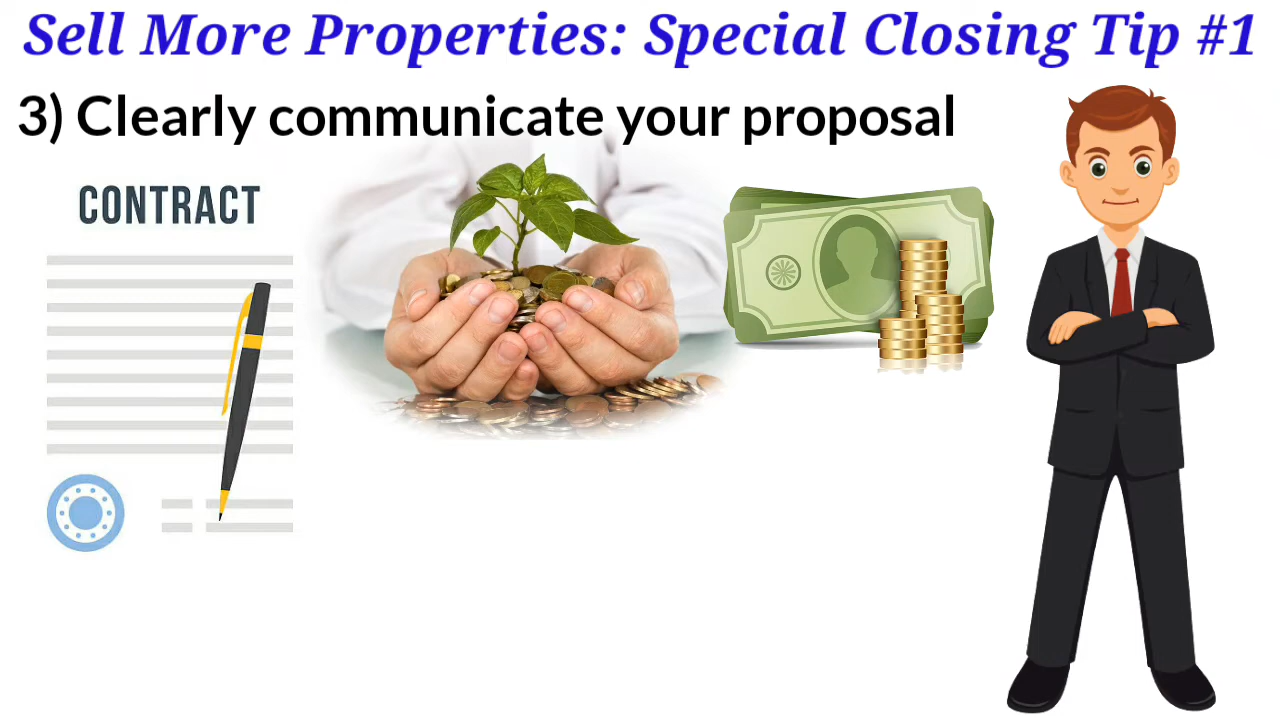 Sell More Properties: Special Closing Tip #1
3) Clearly communicate your proposal
CONTRACT